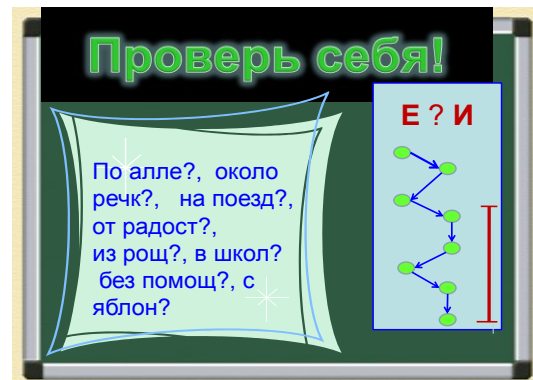 Проверь себя!
По алле?, около
речк?, на поезд?,
от радост?,
из рощ?, в школ?
без помощ?, с
яблон?
Е ? И